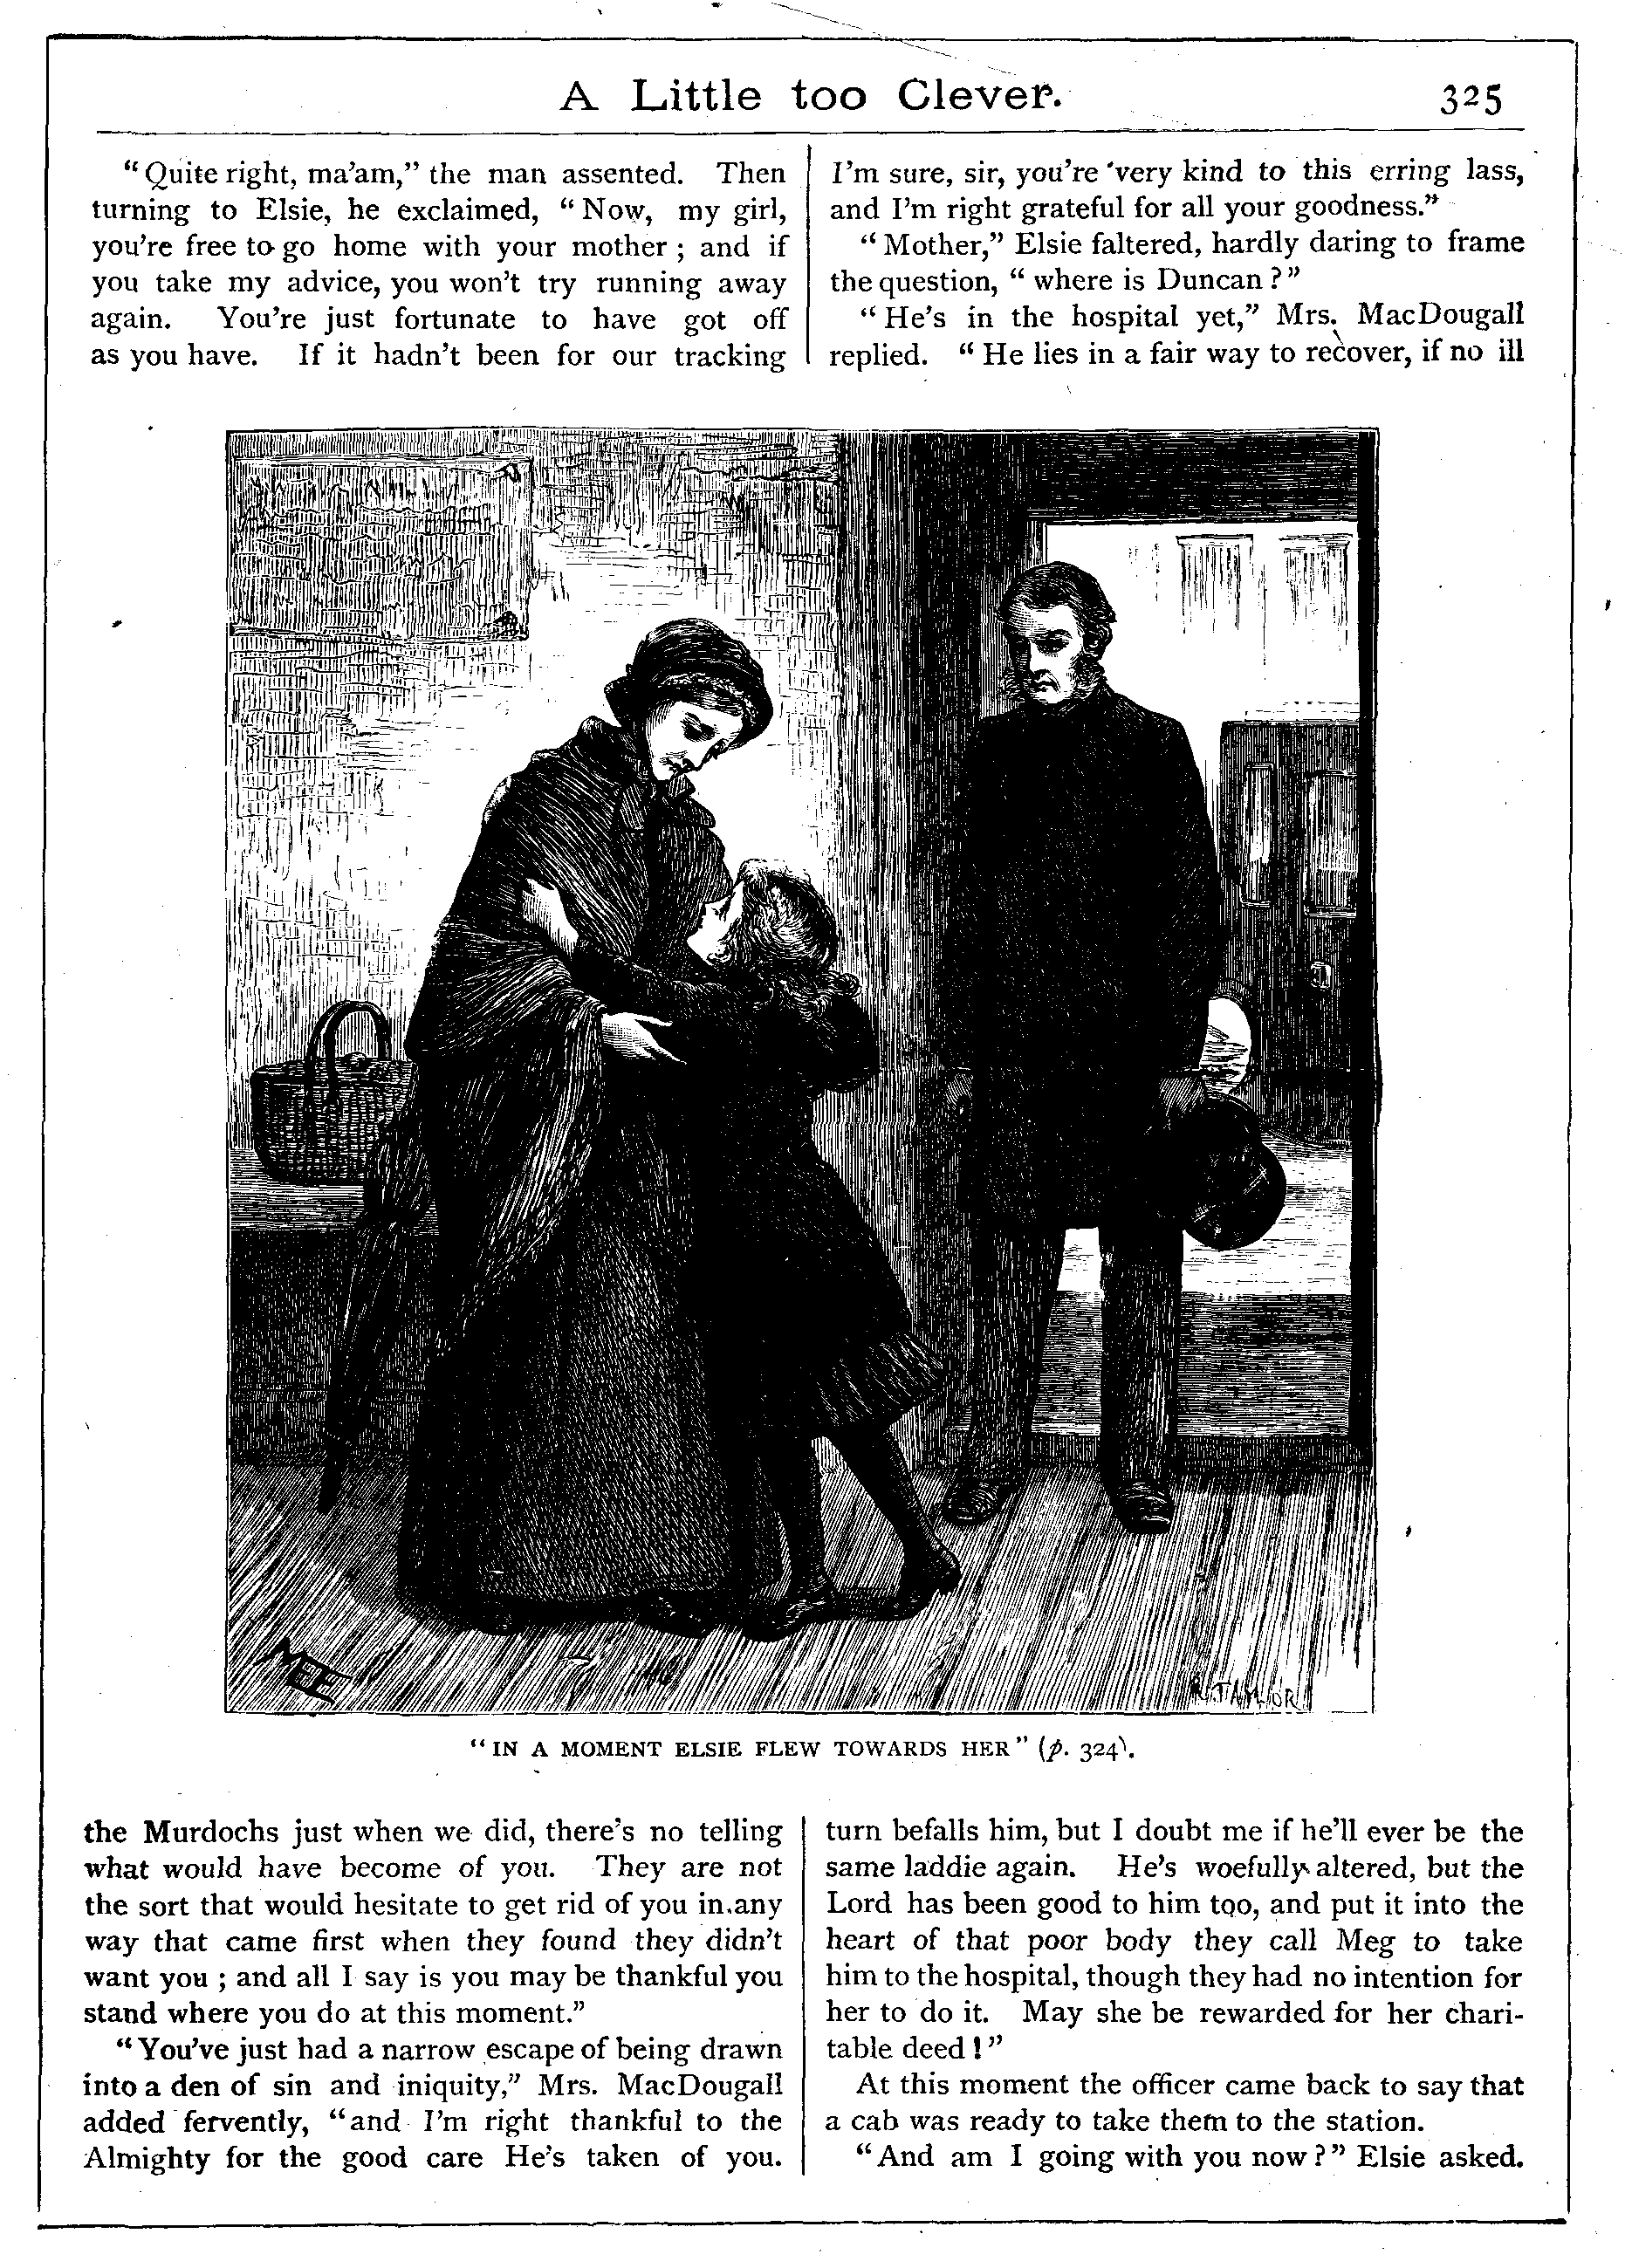 A Little too Clever.
325
“Quite right, ma’am,” the man assented. Then
turning to Elsie, he exclaimed, “Now, my girl,
you’re free to go home with your mother; and if
you take my advice, you won’t try running away
again. You’re just fortunate to have got off
as you have. If it hadn’t been for our tracking
the Murdochs just when we did, there’s no telling
what would have become of you. They are not
the sort that would hesitate to get rid of you in any
way that came first when they found they didn’t
want you; and all I say is you may be thankful you
stand where you do at this moment.”
“You’ve just had a narrow escape of being drawn
into a den of sin and iniquity,” Mrs. MacDougall
added fervently, “and I’m right thankful to the
Almighty for the good care He’s taken of you.
I’m sure, sir, you’re very kind to this erring lass,
and I’m right grateful for all your goodness.”
“Mother,” Elsie faltered, hardly daring to frame
the question, “where is Duncan?”
“He’s in the hospital yet,” Mrs. MacDougall
replied. “He lies in a fair way to recover, if no ill
turn befalls him, but I doubt me if he’ll ever be the
same laddie again. He’s woefully altered, but the
Lord has been good to him too, and put it into the
heart of that poor body they call Meg to take
him to the hospital, though they had no intention for
her to do it. May she be rewarded for her chari-
table deed!”
At this moment the officer came back to say that
a cab was ready to take them to the station.
“And am I going with you now?” Elsie asked.
MEE
R. TAYLOR
“IN A MOMENT ELSIE FLEW TOWARDS HER” (p. 324).